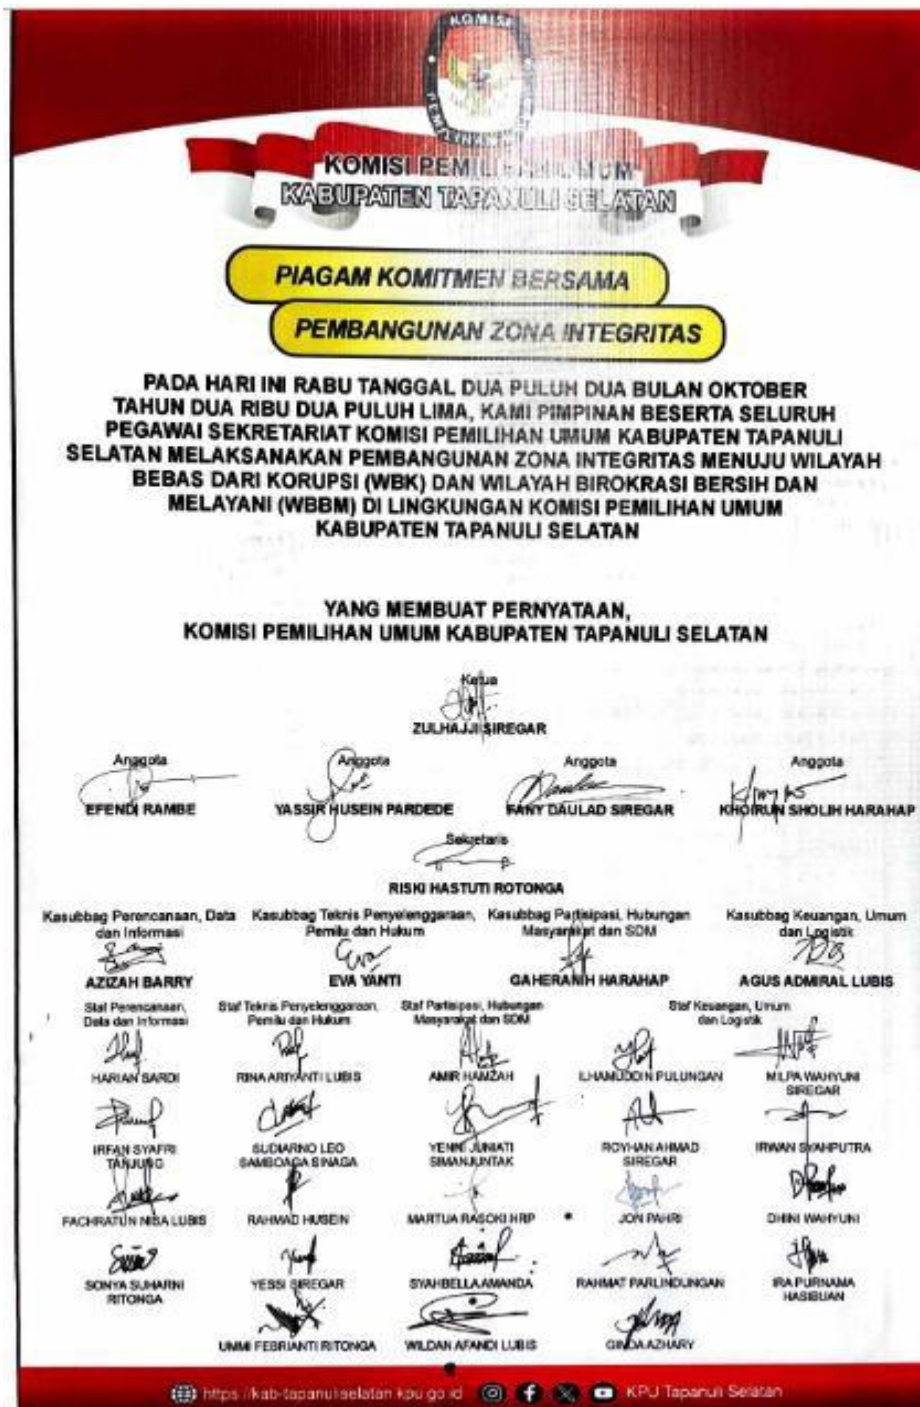 KOMISI
PEMILIHAN UMUM
KOMISI PEMILIHAN UMUM
KABUPATEN TAPANULI SELATAN
PIAGAM KOMITMEN BERSAMA
PEMBANGUNAN ZONA INTEGRITAS
PADA HARI INI RABU TANGGAL DUA PULUH DUA BULAN OKTOBER
TAHUN DUA RIBU DUA PULUH LIMA, KAMI PIMPINAN BESERTA SELURUH
PEGAWAI SEKRETARIAT KOMISI PEMILIHAN UMUM KABUPATEN TAPANULI
SELATAN MELAKSANAKAN PEMBANGUNAN ZONA INTEGRITAS MENUJU WILAYAH
BEBAS DARI KORUPSI (WBK) DAN WILAYAH BIROKRASI BERSIH DAN
MELAYANI (WBBM) DI LINGKUNGAN KOMISI PEMILIHAN UMUM
KABUPATEN TAPANULI SELATAN
YANG MEMBUAT PERNYATAAN,
KOMISI PEMILIHAN UMUM KABUPATEN TAPANULI SELATAN
Ketua
ZULHAJJI SIREGAR
Anggota Anggota Anggota Anggota
EFENDI RAMBE YASSIR HUSEIN PARDEDE FANY DAULAD SIREGAR KHOIRUN SHOLIH HARAHAP
Sekretaris
RISKI HASTUTI ROTONGA
Kasubbag Perencanaan, Data Kasubbag Teknis Penyelenggaraan, Kasubbag Partisipasi, Hubungan Kasubbag Keuangan, Umum
dan Informasi Pemilu dan Hukum Masyarakat dan SDM dan Logistik
AZIZAH BARRY EVA YANTI GAHERANIH HARAHAP AGUS ADMIRAL LUBIS
Staf Perencanaan, Staf Teknis Penyelenggaraan, Staf Partisipasi, Hubungan Staf Keuangan, Umum
Data dan Informasi Pemilu dan Hukum Masyarakat dan SDM dan Logistik
HARIAN SARDI RINA ARIYANTI LUBIS AMIR HAMZAH ILHAMUDDIN PULUNGAN MILPA WAHYUNI
SIREGAR
IRFAN SYAFRI SUDIARNO LEO YENNI JUNIATI ROYHAN AHMAD IRWAN SYAHPUTRA
TANJUNG SAMBOAGA SINAGA SIMANJUNTAK SIREGAR
FACHRATUN NISA LUBIS RAHMAD HUSEIN MARTUA RASOKI HRP JON PAHRI DHINI WAHYUNI
SONYA SUHARNI YESSI SIREGAR SYAHBELLA AMANDA RAHMAT PARLINDUNGAN IRA PURNAMA
RITONGA HASIBUAN
UMMI FEBRIANTI RITONGA WILDAN AFANDI LUBIS GINDA AZHARY
https://kab-tapanuliselatan.kpu.go.id KPU Tapanuli Selatan